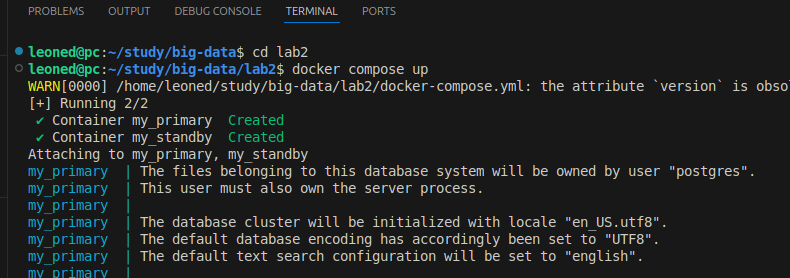 PROBLEMS OUTPUT DEBUG CONSOLE TERMINAL PORTS
leoned@pc:~/study/big-data$ cd lab2
leoned@pc:~/study/big-data/lab2$ docker compose up
WARN[0000] /home/leoned/study/big-data/lab2/docker-compose.yml: the attribute `version` is obsol
[+] Running 2/2
✔ Container my_primary Created
✔ Container my_standby Created
Attaching to my_primary, my_standby
my_primary | The files belonging to this database system will be owned by user "postgres".
my_primary | This user must also own the server process.
my_primary |
my_primary | The database cluster will be initialized with locale "en_US.utf8".
my_primary | The default database encoding has accordingly been set to "UTF8".
my_primary | The default text search configuration will be set to "english".
my_primary |